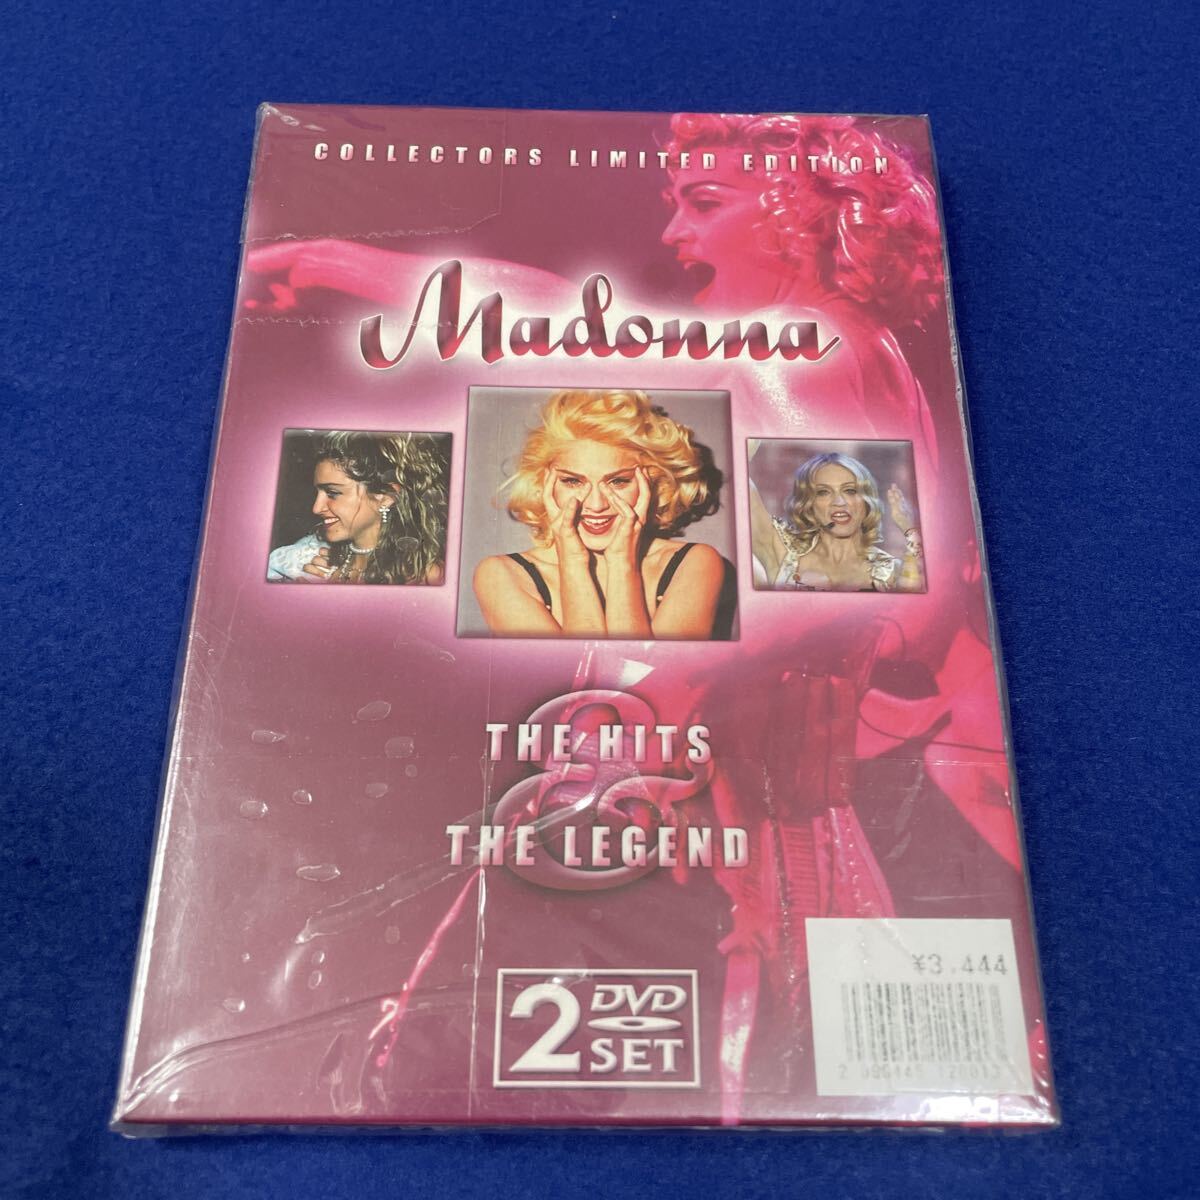 COLLECTORS LIMITED EDITION
Madonna
THE HITS
&
THE LEGEND
2 DVD
SET
¥3.444